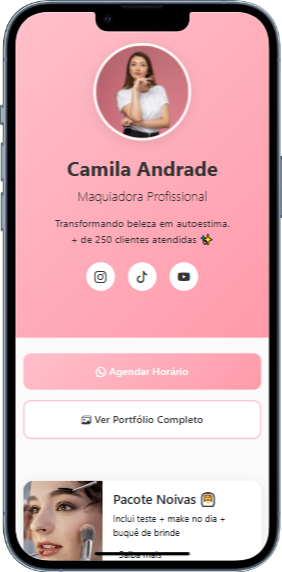 Camila Andrade
Maquiadora Profissional
Transformando beleza em autoestima.
+ de 250 clientes atendidas ✨
Agendar Horário
Ver Portfólio Completo
Pacote Noivas 👰
Inclui teste + make no dia +
buquê de brinde
Saiba mais